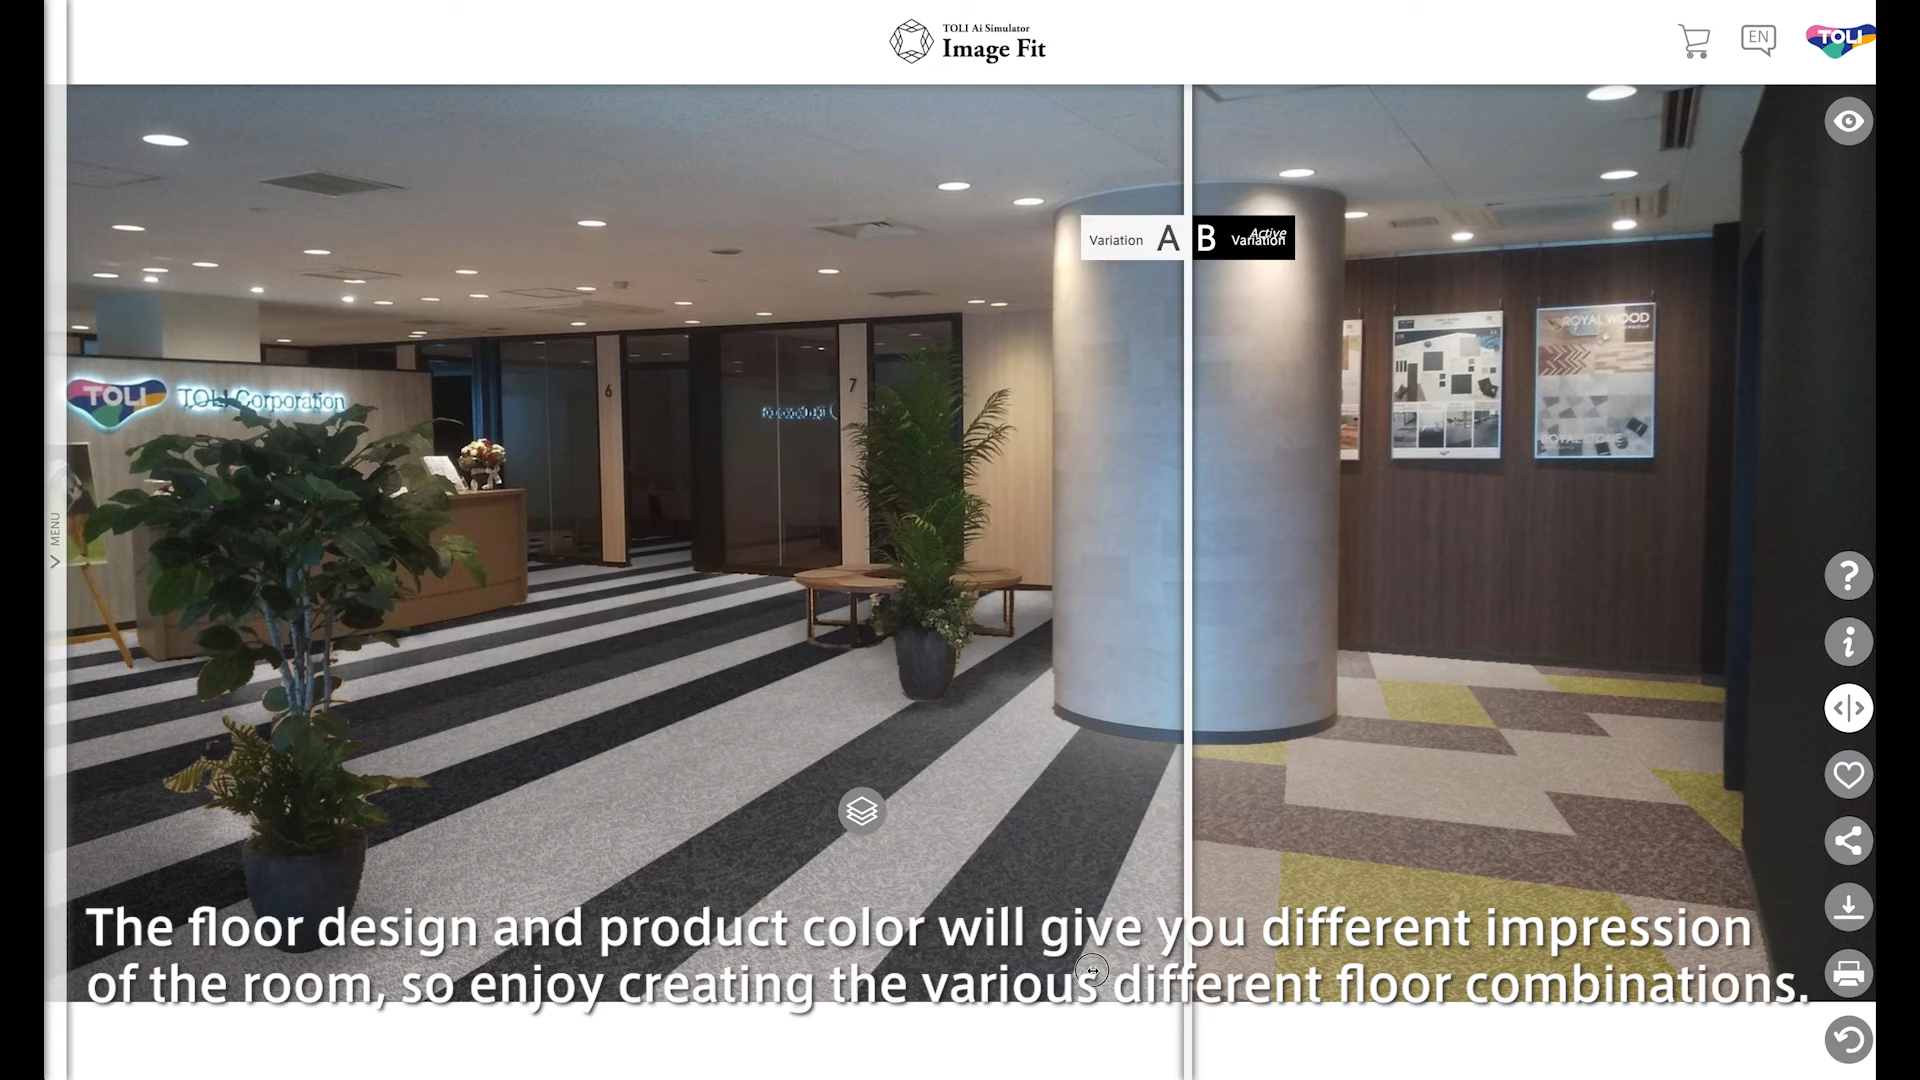 TOLI Ai Simulator
Image Fit
EN
TOLI
Variation A
B Variation
Active
ROYAL WOOD
TOLI
TOLI Corporation
6
7
ROYAL STONE
MENU
The floor design and product color will give you different impression
of the room, so enjoy creating the various different floor combinations.